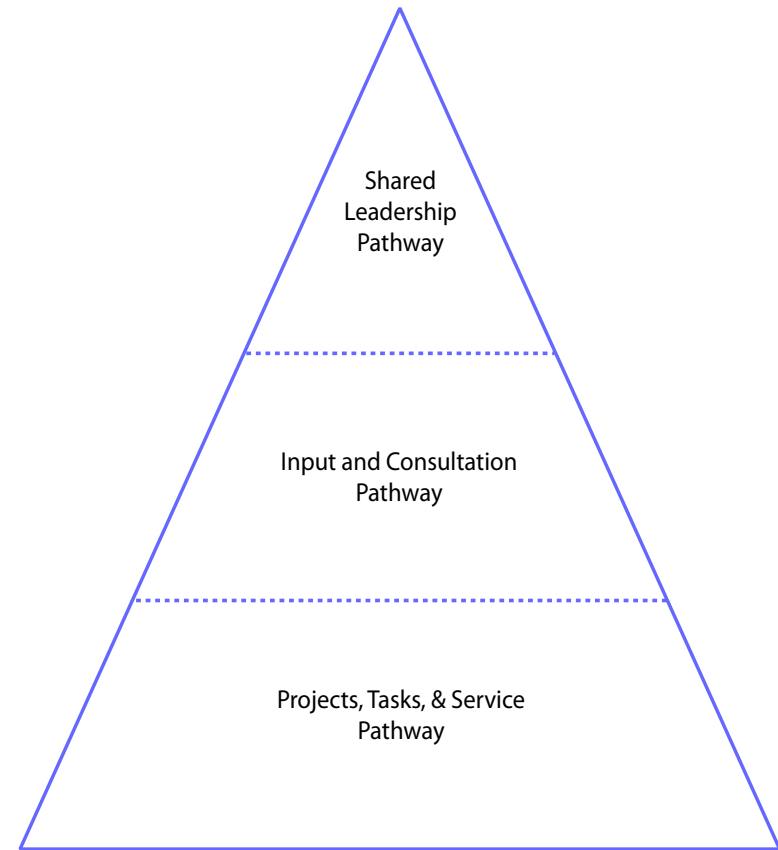 Shared
Leadership
Pathway
Input and Consultation
Pathway
Projects, Tasks, & Service
Pathway